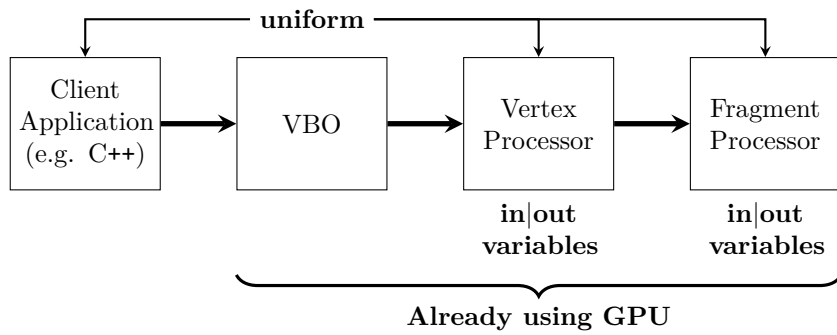 uniform
Client
Application
(e.g. C++)
VBO
Vertex
Processor
Fragment
Processor
in|out
variables
in|out
variables
Already using GPU